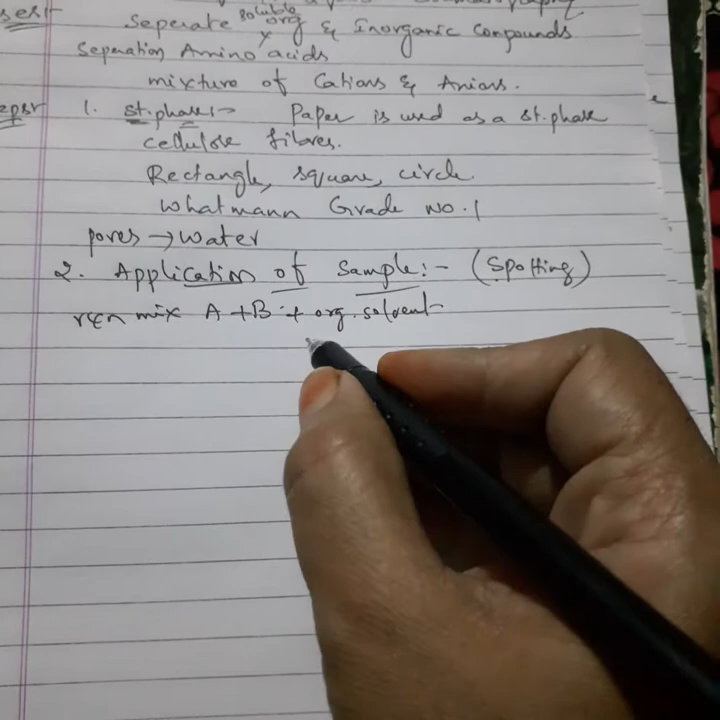 soluble
Seperate org & Inorganic Compounds
Seperation Amino acids
mixture of Cations & Anions.
1. St. phase:- Paper is used as a st. phase
cellulose fibres.
Rectangle, square, circle.
Whatmann Grade No. 1
pores → water
2. Application of Sample:- (Spotting)
rxn mix A + B + org. solvent